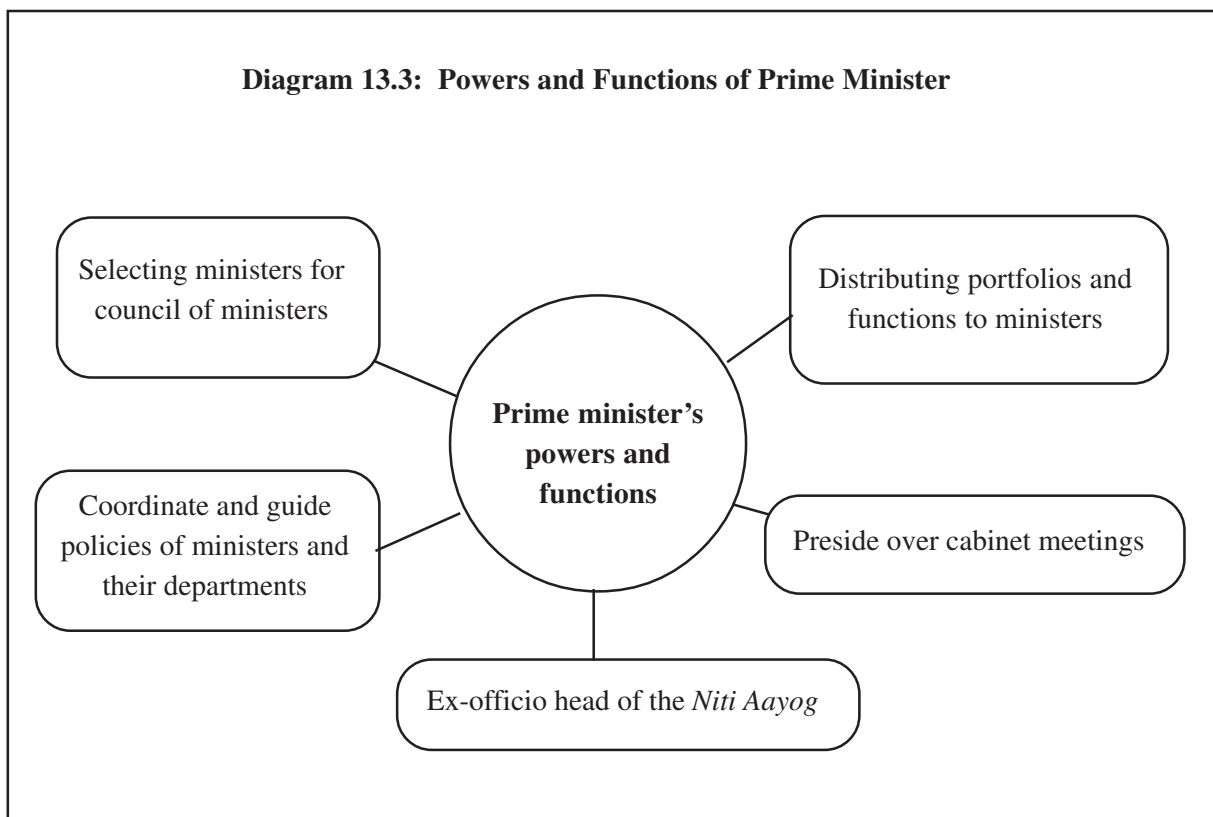 Diagram 13.3: Powers and Functions of Prime Minister
Selecting ministers for
council of ministers
Distributing portfolios and
functions to ministers
Prime minister’s
powers and
functions
Coordinate and guide
policies of ministers and
their departments
Preside over cabinet meetings
Ex-officio head of the Niti Aayog